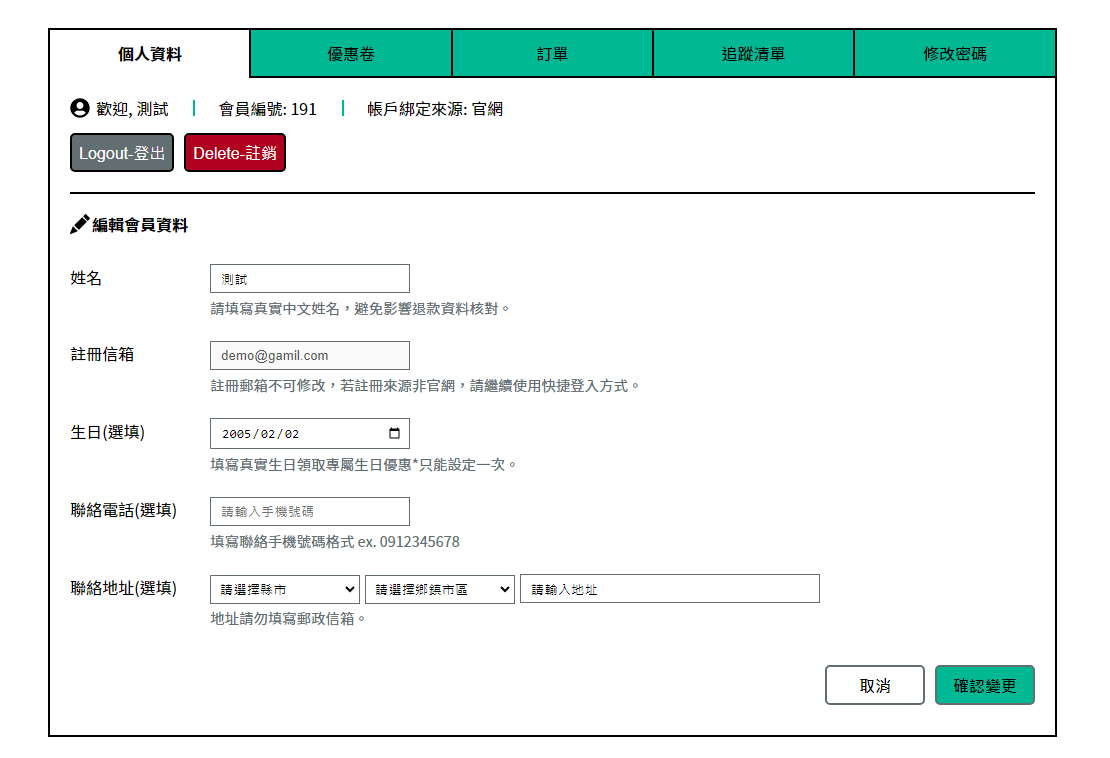 個人資料 優惠卷 訂單 追蹤清單 修改密碼
歡迎, 測試 會員編號: 191 帳戶綁定來源: 官網
Logout-登出 Delete-註銷
編輯會員資料
姓名 測試
請填寫真實中文姓名，避免影響退款資料核對。
註冊信箱 demo@gamil.com
註冊郵箱不可修改，若註冊來源非官網，請繼續使用快捷登入方式。
生日(選填) 2005/02/02
填寫真實生日領取專屬生日優惠*只能設定一次。
聯絡電話(選填) 請輸入手機號碼
填寫聯絡手機號碼格式 ex. 0912345678
聯絡地址(選填) 請選擇縣市 請選擇鄉鎮市區 請輸入地址
地址請勿填寫郵政信箱。
取消 確認變更